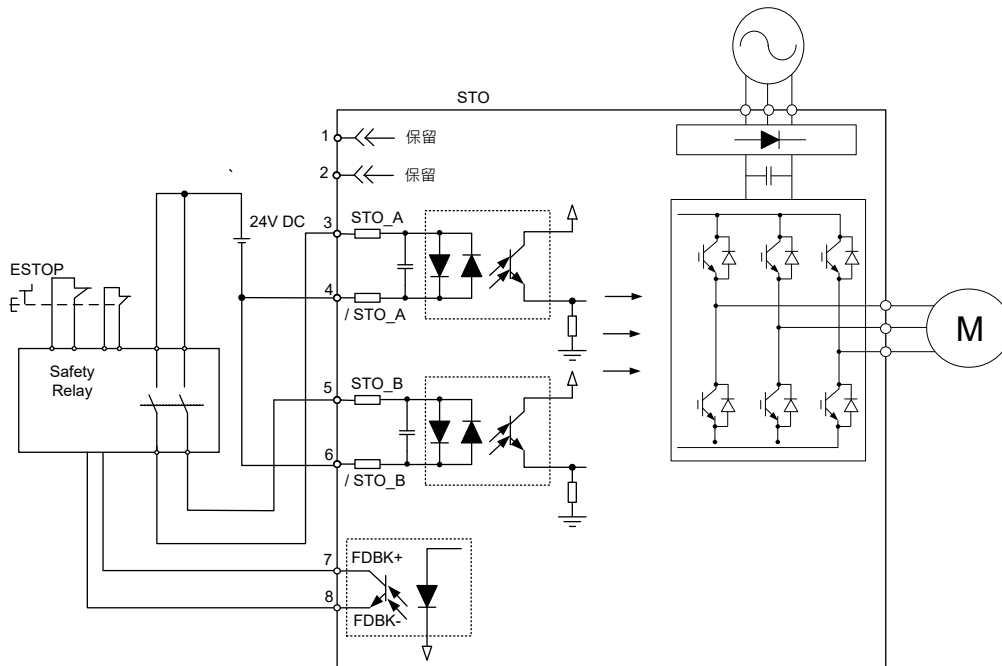 STO
1 保留
2 保留
24V DC
3 STO_A
ESTOP
4 / STO_A
Safety
Relay
5 STO_B
6 / STO_B
7 FDBK+
8 FDBK-
M